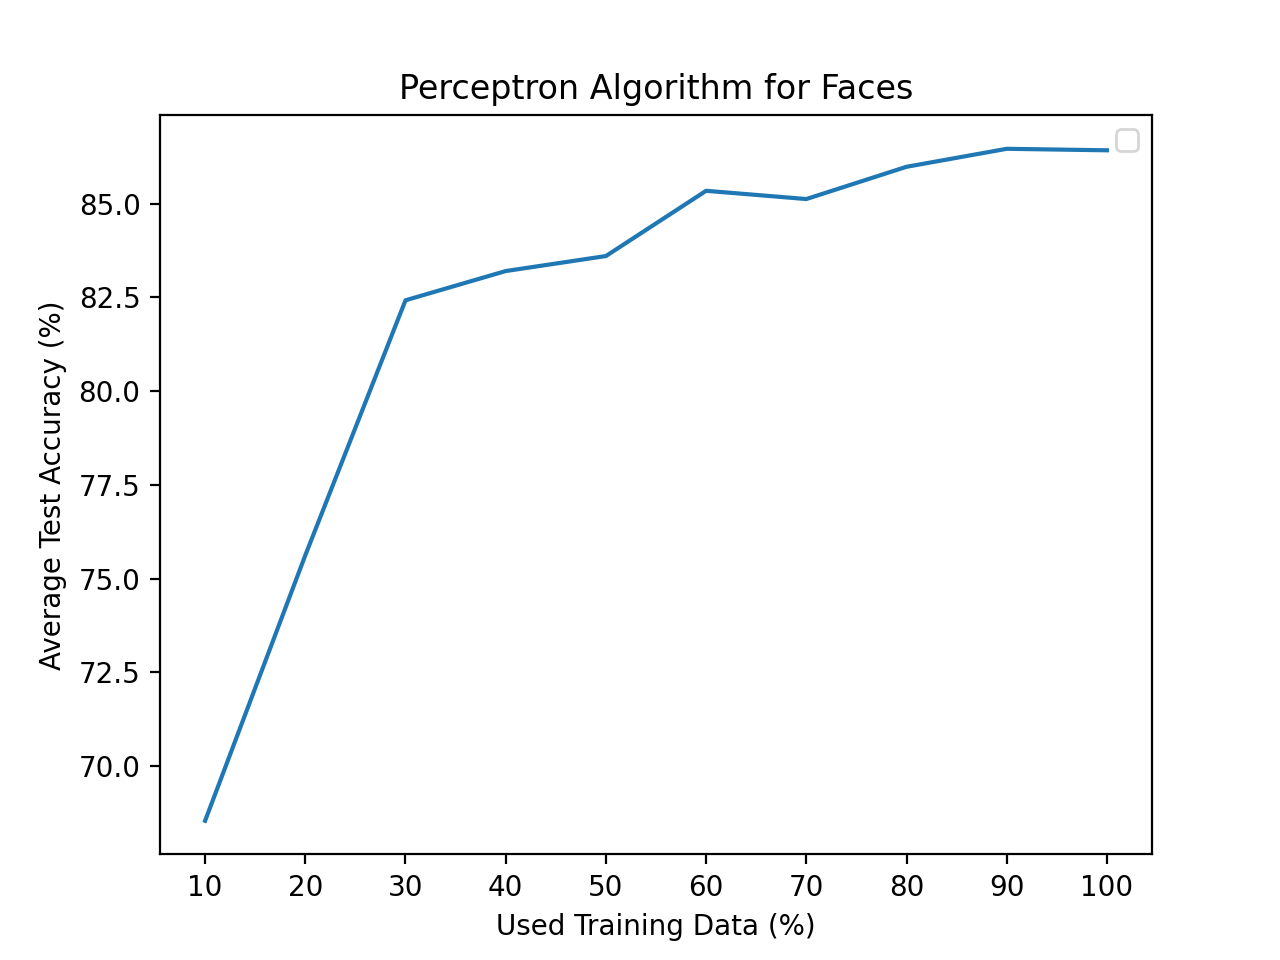 Perceptron Algorithm for Faces
85.0
82.5
80.0
77.5
75.0
72.5
70.0
Average Test Accuracy (%)
10 20 30 40 50 60 70 80 90 100
Used Training Data (%)